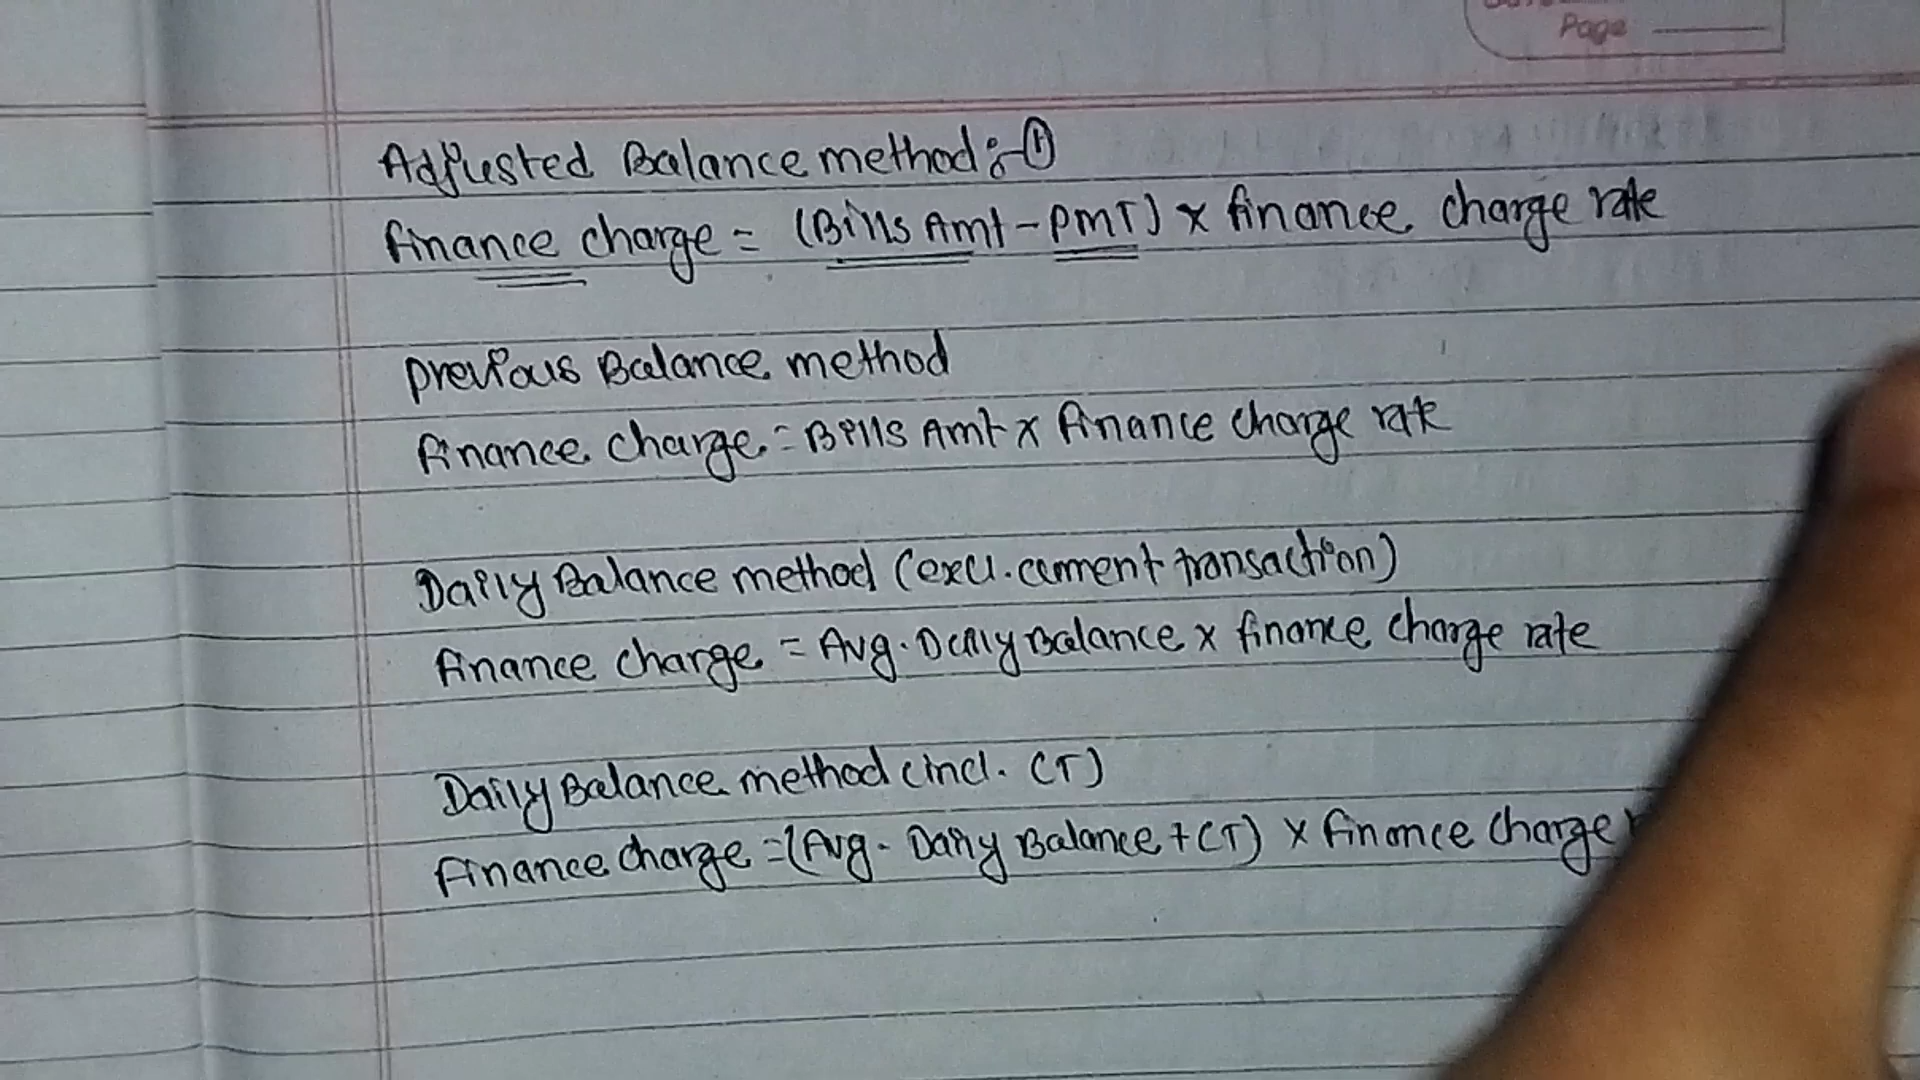 Page
Adjusted Balance method :- ①
finance charge = (Bills Amt - PMT) x finance charge rate
previous Balance method
finance charge = Bills Amt x finance charge rate
Daily Balance method (excl. current transaction)
finance charge = Avg. Daily Balance x finance charge rate
Daily Balance method (incl. CT)
finance charge = (Avg. Daily Balance + CT) x finance charge